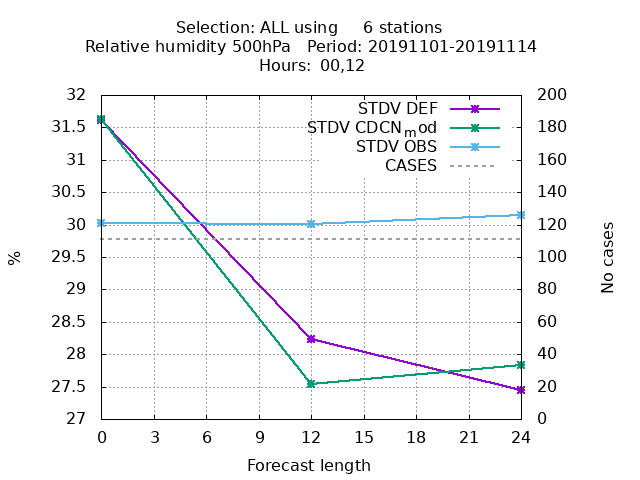 Selection: ALL using     6 stations
Relative humidity 500hPa   Period: 20191101-20191114
Hours: 00,12
STDV DEF
STDV CDCNmod
STDV OBS
CASES
32
31.5
31
30.5
30
29.5
29
28.5
28
27.5
27
200
180
160
140
120
100
80
60
40
20
0
%
No cases
0 3 6 9 12 15 18 21 24
Forecast length